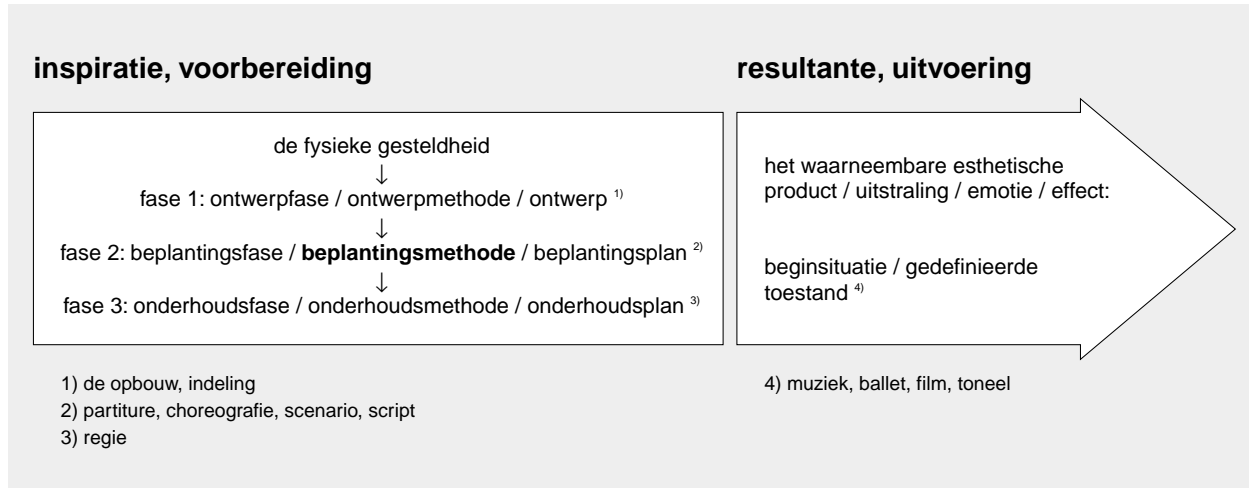 inspiratie, voorbereiding
de fysieke gesteldheid
↓
fase 1: ontwerpfase / ontwerpmethode / ontwerp 1)
↓
fase 2: beplantingsfase / beplantingsmethode / beplantingsplan 2)
↓
fase 3: onderhoudsfase / onderhoudsmethode / onderhoudsplan 3)
1) de opbouw, indeling
2) partiture, choreografie, scenario, script
3) regie
resultante, uitvoering
het waarneembare esthetische
product / uitstraling / emotie / effect:
beginsituatie / gedefinieerde
toestand 4)
4) muziek, ballet, film, toneel